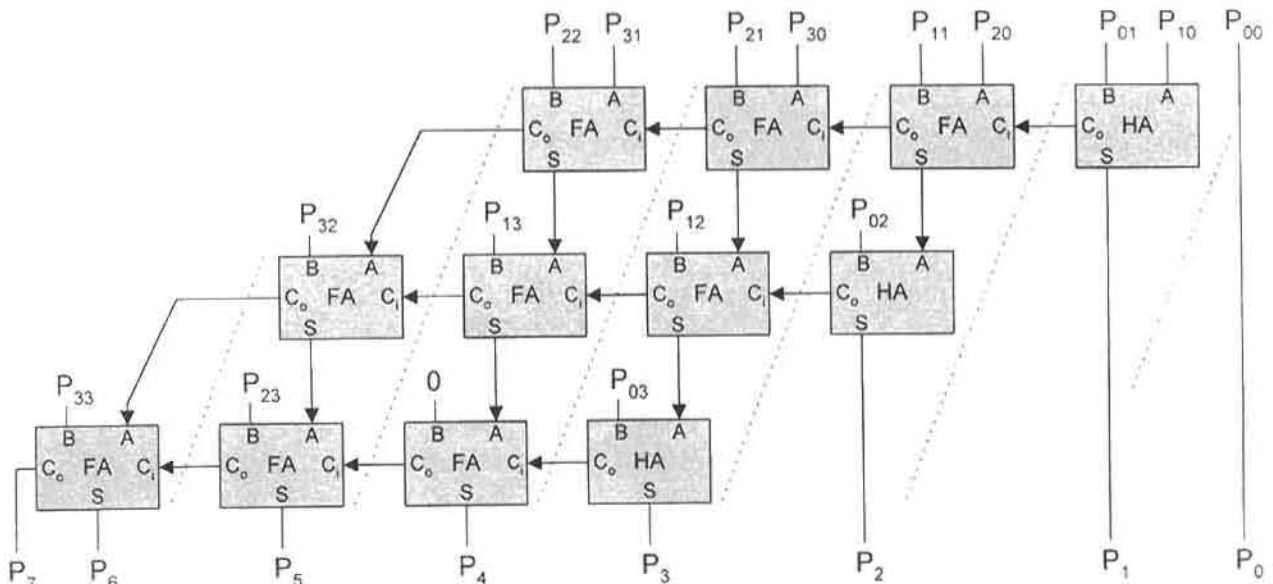 P22 P31 P21 P30 P11 P20 P01 P10 P00
B A B A B A B A
Co FA Ci Co FA Ci Co FA Ci Co HA
S S S S
P32 P13 P12 P02
B A B A B A B A
Co FA Ci Co FA Ci Co FA Ci Co HA
S S S S
P33 P23 0 P03
B A B A B A B A
Co FA Ci Co FA Ci Co FA Ci Co HA
S S S S
P7 P6 P5 P4 P3 P2 P1 P0